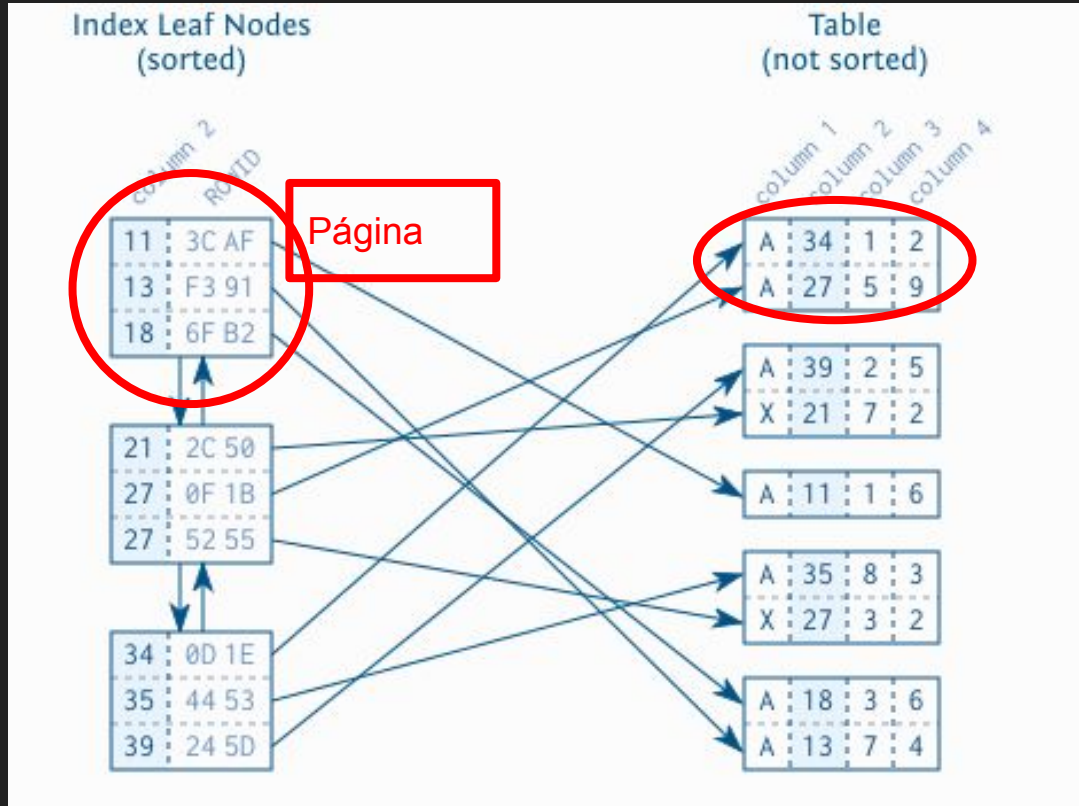 Index Leaf Nodes
(sorted)
column 2
ROWID
11 3C AF
13 F3 91
18 6F B2
21 2C 50
27 0F 1B
27 52 55
34 0D 1E
35 44 53
39 24 5D
Página
Table
(not sorted)
column 1
column 2
column 3
column 4
A 34 1 2
A 27 5 9
A 39 2 5
X 21 7 2
A 11 1 6
A 35 8 3
X 27 3 2
A 18 3 6
A 13 7 4